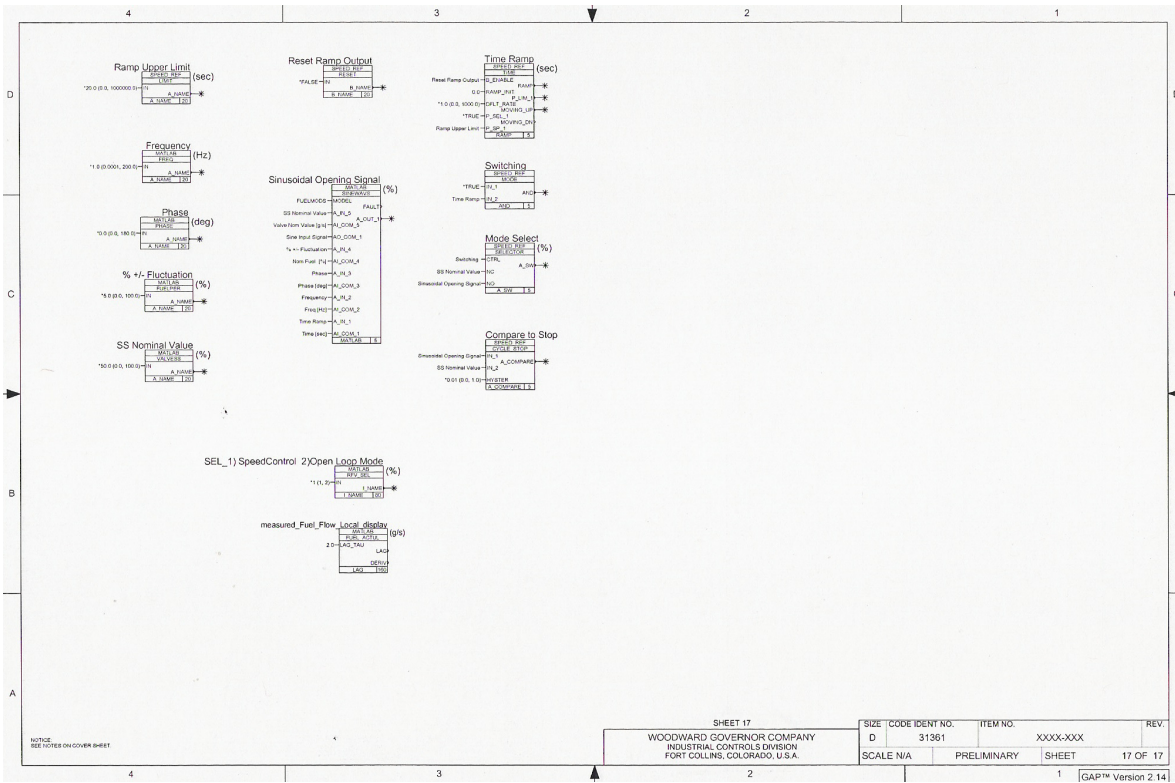 4 3 2 1
Ramp Upper Limit
SPEED_REF
LIMIT
(sec)
*20.0 (0.0, 1000000.0) IN
A_NAME
A_NAME 20
Reset Ramp Output
SPEED_REF
RESET
*FALSE IN
B_NAME
B_NAME 20
Time Ramp
SPEED_REF
TIME
(sec)
Reset Ramp Output B_ENABLE
RAMP
0.0 RAMP_INIT
P_LIM_1
*1.0 (0.0, 1000.0) DFLT_RATE
MOVING_UP
*TRUE P_SEL_1
MOVING_DN
Ramp Upper Limit P_SP_1
RAMP 5
D
Frequency
MATLAB
FREQ
(Hz)
*1.0 (0.0001, 200.0) IN
A_NAME
A_NAME 20
Switching
SPEED_REF
MODE
*TRUE IN_1
AND
Time Ramp IN_2
AND 5
Phase
MATLAB
PHASE
(deg)
*0.0 (0.0, 180.0) IN
A_NAME
A_NAME 20
Sinusoidal Opening Signal
MATLAB
SINEWAVS
(%)
FUELMODS MODEL
FAULT
SS Nominal Value A_IN_5
A_OUT_1
Valve Nom Value [g/s] AI_COM_5
Sine Input Signal AO_COM_1
% +/- Fluctuation A_IN_4
Nom Fuel [%] AI_COM_4
Phase A_IN_3
Phase [deg] AI_COM_3
Frequency A_IN_2
Freq [Hz] AI_COM_2
Time Ramp A_IN_1
Time [sec] AI_COM_1
MATLAB 5
Mode Select
SPEED_REF
SELECTOR
(%)
Switching CTRL
A_SW
SS Nominal Value NC
Sinusoidal Opening Signal NO
A_SW 5
% +/- Fluctuation
MATLAB
FUELPER
(%)
*5.0 (0.0, 100.0) IN
A_NAME
A_NAME 20
C
SS Nominal Value
MATLAB
VALVESS
(%)
*50.0 (0.0, 100.0) IN
A_NAME
A_NAME 20
Compare to Stop
SPEED_REF
CYCLE_STOP
Sinusoidal Opening Signal IN_1
A_COMPARE
SS Nominal Value IN_2
*0.01 (0.0, 1.0) HYSTER
A_COMPARE 5
SEL_1) SpeedControl 2)Open Loop Mode
MATLAB
RFV_SEL
(%)
*1 (1, 2) IN
I_NAME
I_NAME 80
B
measured_Fuel_Flow_Local_display
MATLAB
FUEL_ACTUL
(g/s)
2.0 LAG_TAU
LAG
DERIV
LAG 160
A
NOTICE:
SEE NOTES ON COVER SHEET.
SHEET 17
WOODWARD GOVERNOR COMPANY
INDUSTRIAL CONTROLS DIVISION
FORT COLLINS, COLORADO, U.S.A.
SIZE CODE IDENT NO. ITEM NO. REV.
D 31361 XXXX-XXX
SCALE N/A PRELIMINARY SHEET 17 OF 17
4 3 2 1
GAP™ Version 2.14